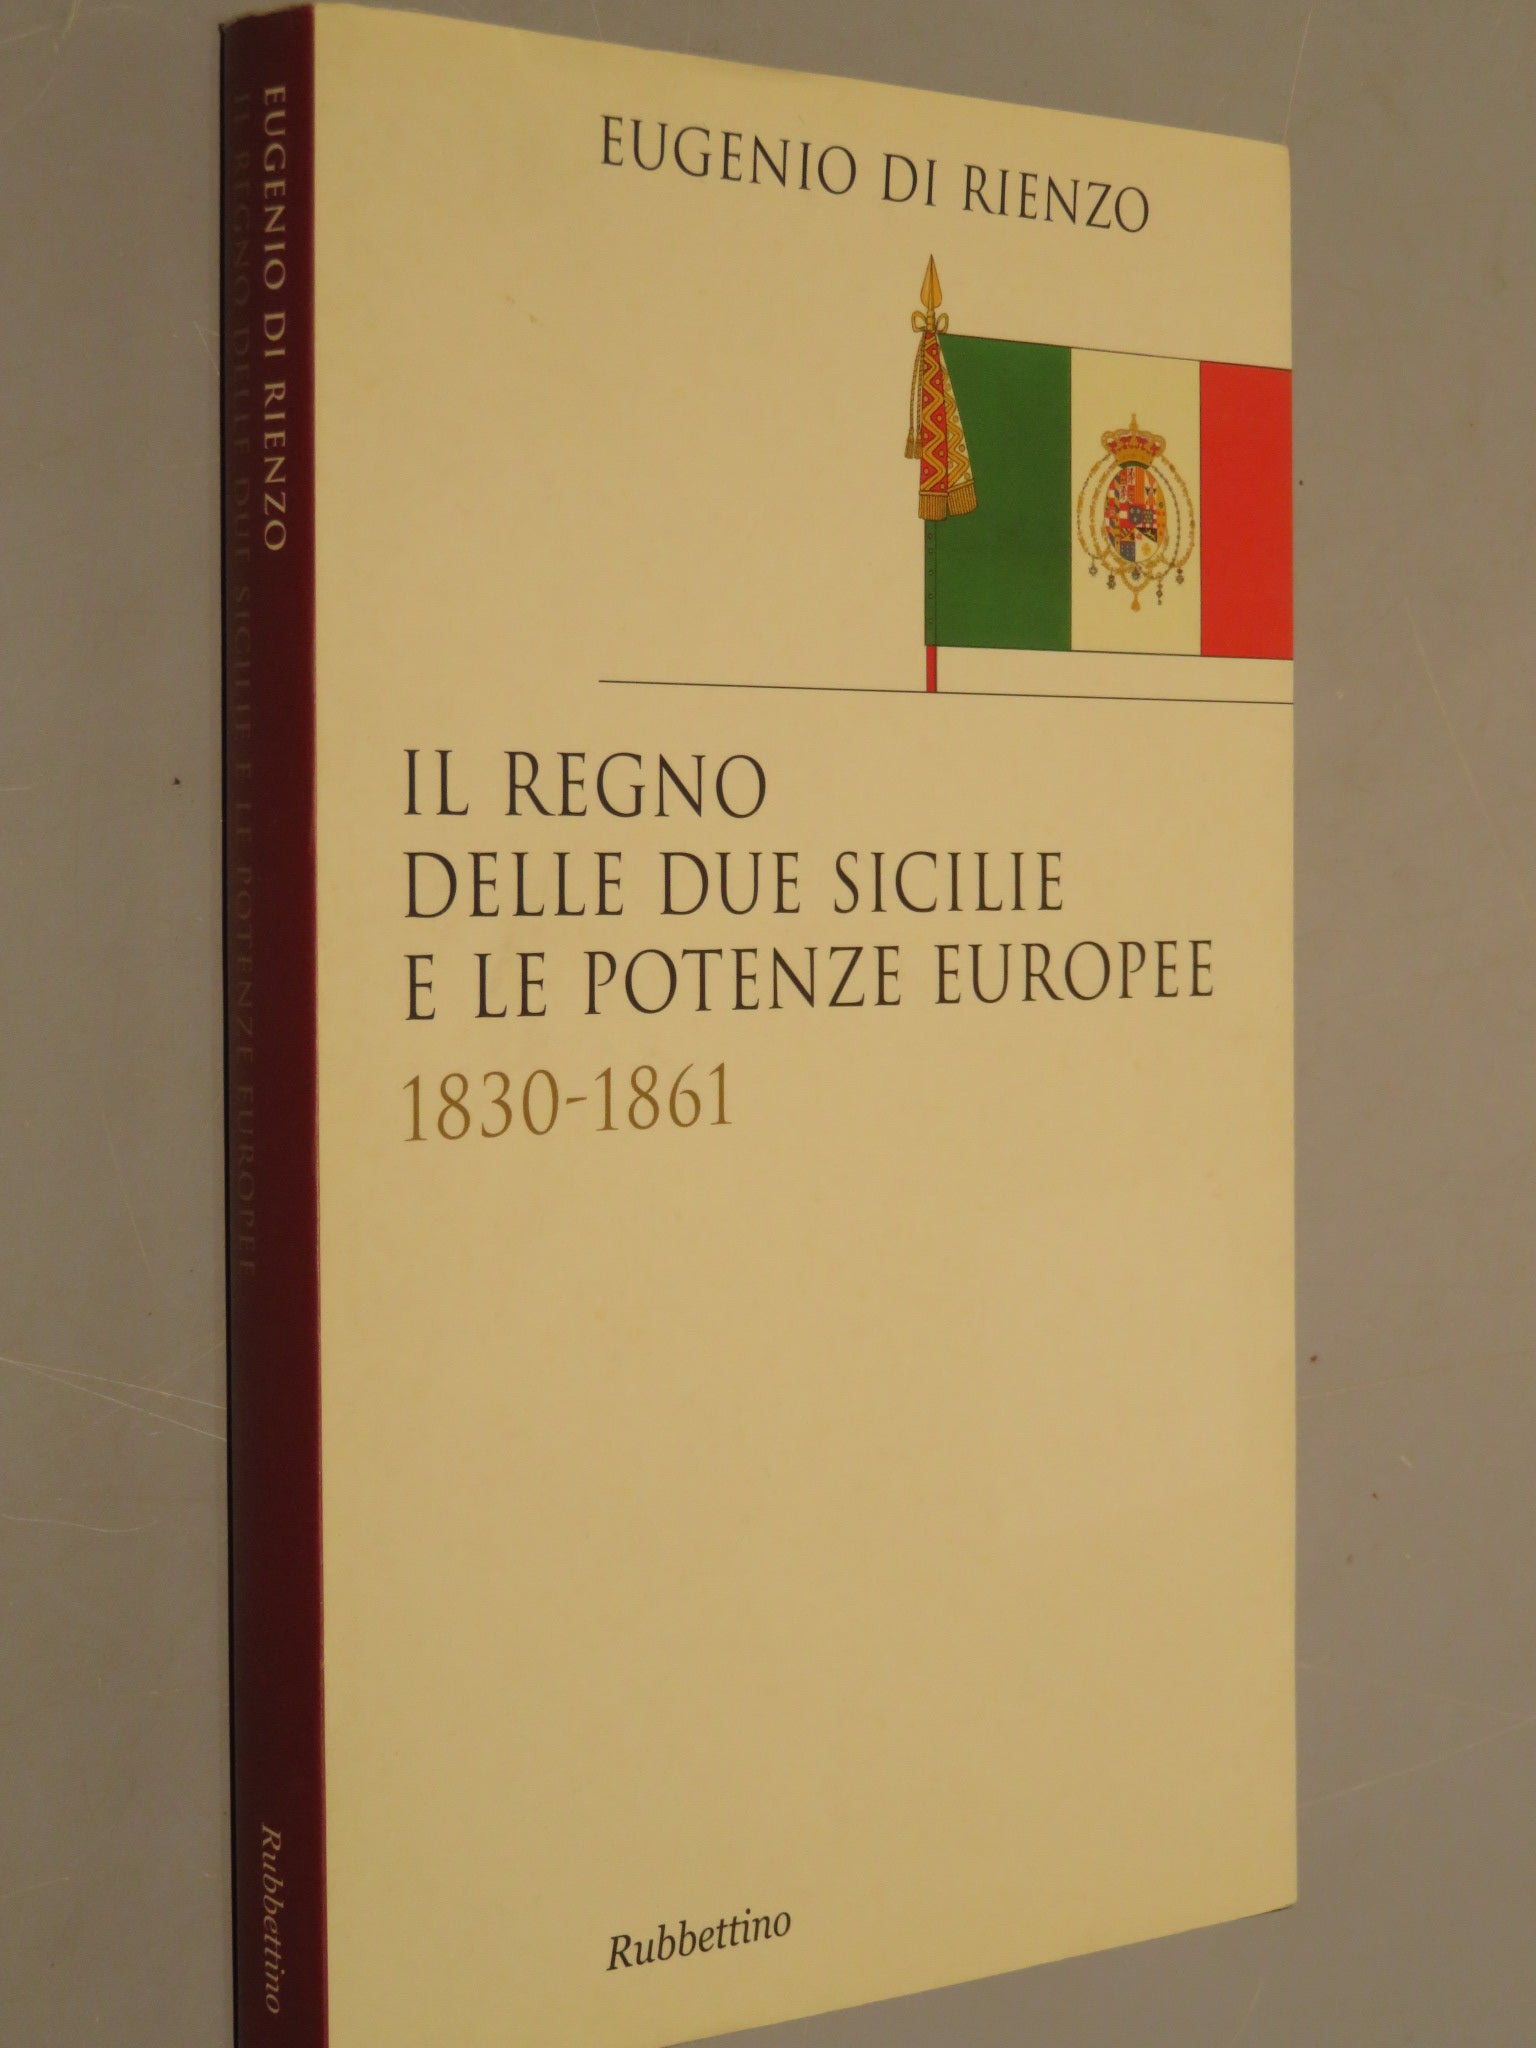 EUGENIO DI RIENZO
IL REGNO
DELLE DUE SICILIE
E LE POTENZE EUROPEE
1830-1861
Rubbettino
EUGENIO DI RIENZO
IL REGNO DELLE DUE SICILIE E LE POTENZE EUROPEE
Rubbettino